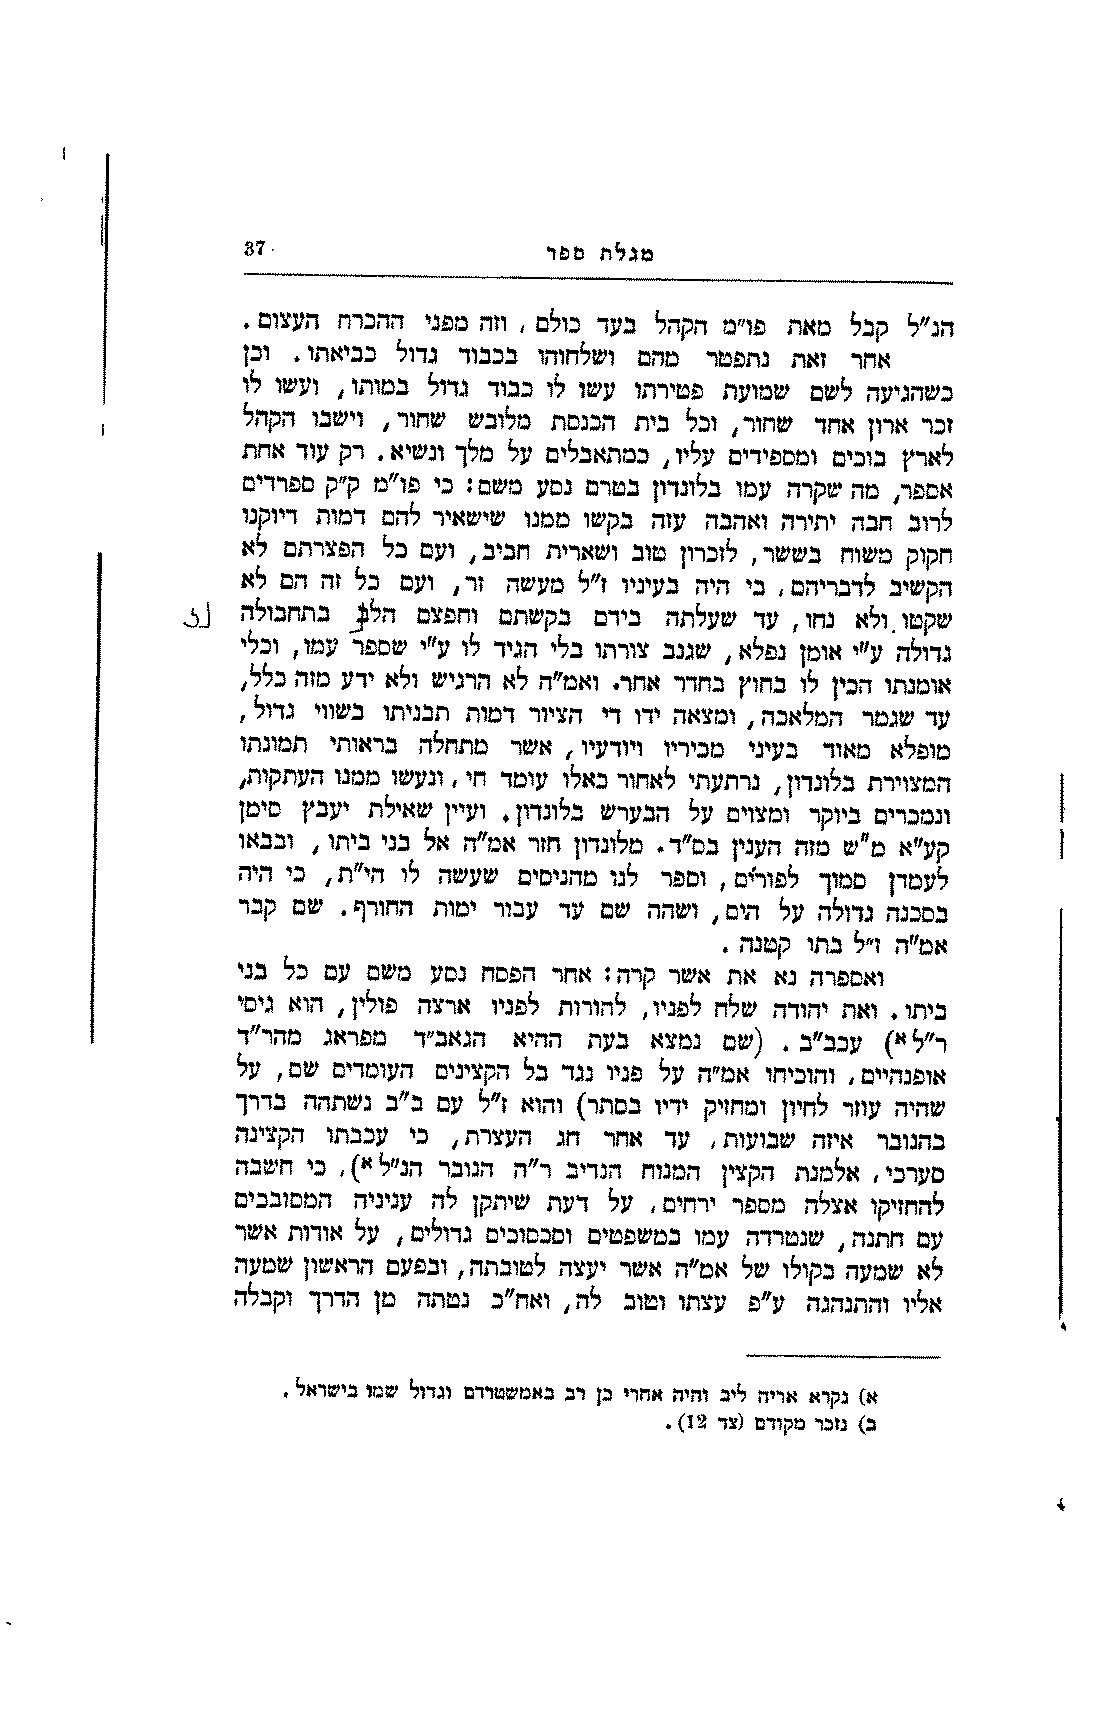 מגלת ספר 37
הנ"ל קבל מאת פו"מ הקהל בעד כולם, וזה מפני ההכרח העצום.
אחר זאת נתפטר מהם ושלחוהו בכבוד גדול כביאתו. וכן
כשהגיעה לשם שמועת פטירתו עשו לו כבוד גדול במותו, ועשו לו
זכר ארון אחד שחור, וכל בית הכנסת מלובש שחור, וישבו הקהל
לארץ בוכים ומספידים עליו, כמתאבלים על מלך ונשיא. רק עוד אחת
אספר, מה שקרה עמו בלונדון בטרם נסע משם: כי פו"מ ק"ק ספרדים
לרוב חבה יתירה ואהבה עזה בקשו ממנו שישאיר להם דמות דיוקנו
חקוק משוח בששר, לזכרון טוב ושארית חביב, ועם כל הפצרתם לא
הקשיב לדבריהם, כי היה בעיניו ז"ל מעשה זר, ועם כל זה הם לא
שקטו ולא נחו, עד שעלתה בידם בקשתם וחפצם בתחבולה
גדולה ע"י אומן נפלא, שגנב צורתו בלי הגיד לו ע"י שספר עמו, וכלי
אומנתו הכין לו בחוץ בחדר אחר. ואמ"ה לא הרגיש ולא ידע מזה כלל,
עד שגמר המלאכה, ומצאה ידו די הציור דמות תבניתו בשווי גדול,
מופלא מאוד בעיני מכיריו ויודעיו, אשר מתחלה בראותי תמונתו
המצוירת בלונדון, נרתעתי לאחור כאלו עומד חי, ונעשו ממנו העתקות,
ונמכרים ביוקר ומצוים על הבערש בלונדון. ועיין שאילת יעבץ סימן
קע"א מ"ש מזה הענין בס"ד. מלונדון חזר אמ"ה אל בני ביתו, ובבאו
לעמדן סמוך לפורים, וספר לנו מהניסים שעשה לו הי"ת, כי היה
בסכנה גדולה על הים, ושהה שם עד עבור ימות החורף. שם קבר
אמ"ה ז"ל בתו קטנה.
ואספרה נא את אשר קרה: אחר הפסח נסע משם עם כל בני
ביתו. ואת יהודה שלח לפניו, להורות לפניו ארצה פולין, הוא גיסי
ר"ל א) עכב"ב. (שם נמצא בעת ההיא הגאב"ד מפראג מהר"ד
אופנהיים, והוכיחו אמ"ה על פניו נגד כל הקצינים העומדים שם, על
שהיה עוזר לחיון ומחזיק ידיו בסתר) והוא ז"ל עם ב"ב נשתהה בדרך
בהנובר איזה שבועות, עד אחר חג העצרת, כי עכבתו הקצינה
סערכי, אלמנת הקצין המנוח הנדיב ר"ה הנובר הנ"ל א), כי חשבה
להחזיקו אצלה מספר ירחים, על דעת שיתקן לה עניניה המסובכים
עם חתנה, שנטרדה עמו במשפטים וסכסוכים גדולים, על אודות אשר
לא שמעה בקולו של אמ"ה אשר יעצה לטובתה, ובפעם הראשון שמעה
אליו והתנהגה ע"פ עצתו וטוב לה, ואח"כ נטתה מן הדרך וקבלה
א) נקרא אריה ליב והיה אחרי כן רב באמשטורדם וגדול שמו בישראל.
ב) נזכר מקודם (צד 12).